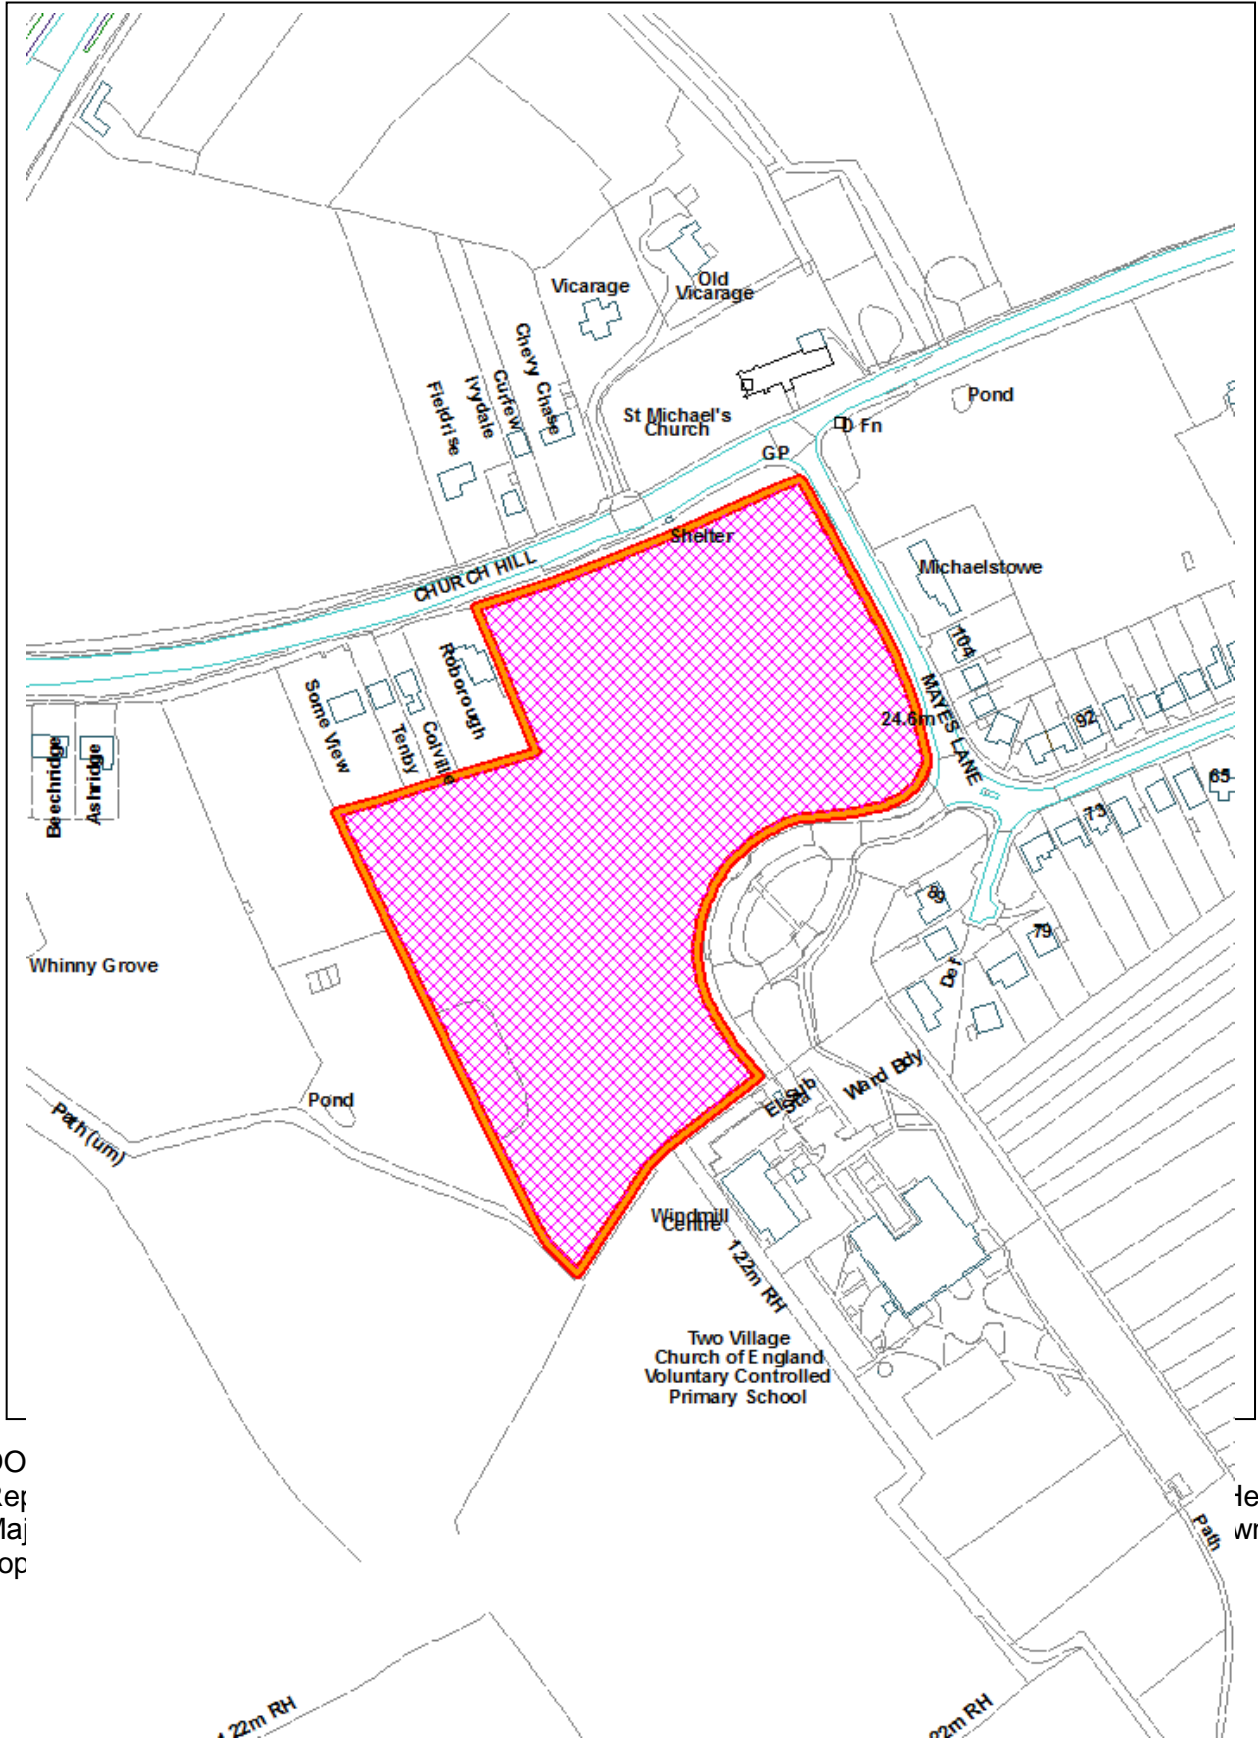 Vicarage
Old
Vicarage
Chevy Chase
Curfew
Ivydale
Fieldrise
St Michael's
Church
Pond
D Fn
GP
Shelter
CHURCH HILL
Michaelstowe
104
MAYES LANE
24.6m
92
65
73
Roborough
Colville
Tenby
Some View
Beechridge
Ashridge
89
79
Def
Whinny Grove
Pond
Path (um)
El Sub
Sta
Ward Bdy
Windmill
Centre
1.22m RH
Two Village
Church of England
Voluntary Controlled
Primary School
Path
1.22m RH